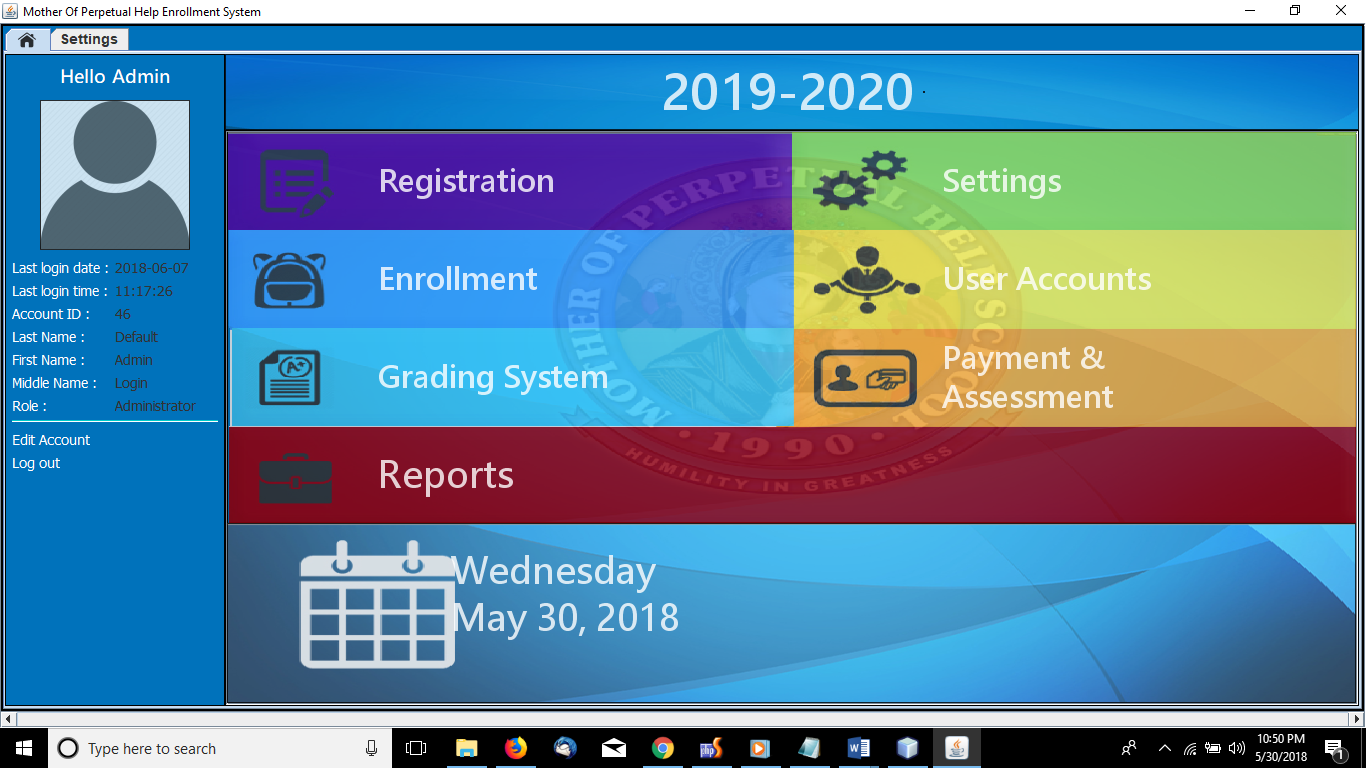 Mother Of Perpetual Help Enrollment System
Settings
Hello Admin
Last login date : 2018-06-07
Last login time : 11:17:26
Account ID : 46
Last Name : Default
First Name : Admin
Middle Name : Login
Role : Administrator
Edit Account
Log out
2019-2020
Registration
Settings
Enrollment
User Accounts
Grading System
A+
Payment &
Assessment
Reports
MOTHER OF PERPETUAL HELP SCHOOL
1990
HUMILITY IN GREATNESS
Wednesday
May 30, 2018
Type here to search
php
10:50 PM
5/30/2018
1